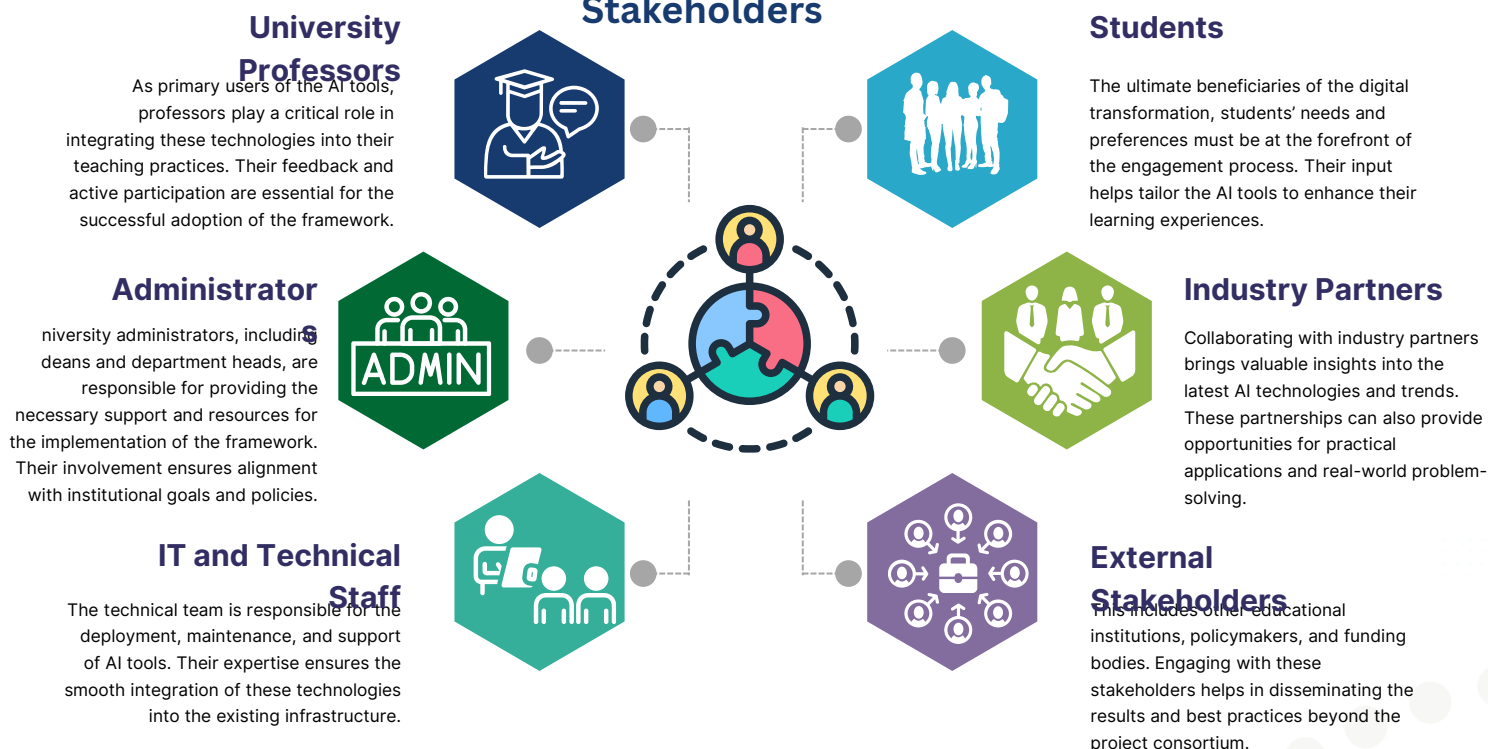 Stakeholders
University
Professors
As primary users of the AI tools,
professors play a critical role in
integrating these technologies into their
teaching practices. Their feedback and
active participation are essential for the
successful adoption of the framework.
Students
The ultimate beneficiaries of the digital
transformation, students’ needs and
preferences must be at the forefront of
the engagement process. Their input
helps tailor the AI tools to enhance their
learning experiences.
Administrator
s
niversity administrators, including
deans and department heads, are
responsible for providing the
necessary support and resources for
the implementation of the framework.
Their involvement ensures alignment
with institutional goals and policies.
ADMIN
Industry Partners
Collaborating with industry partners
brings valuable insights into the
latest AI technologies and trends.
These partnerships can also provide
opportunities for practical
applications and real-world problem-
solving.
IT and Technical
Staff
The technical team is responsible for the
deployment, maintenance, and support
of AI tools. Their expertise ensures the
smooth integration of these technologies
into the existing infrastructure.
External
Stakeholders
This includes other educational
institutions, policymakers, and funding
bodies. Engaging with these
stakeholders helps in disseminating the
results and best practices beyond the
project consortium.